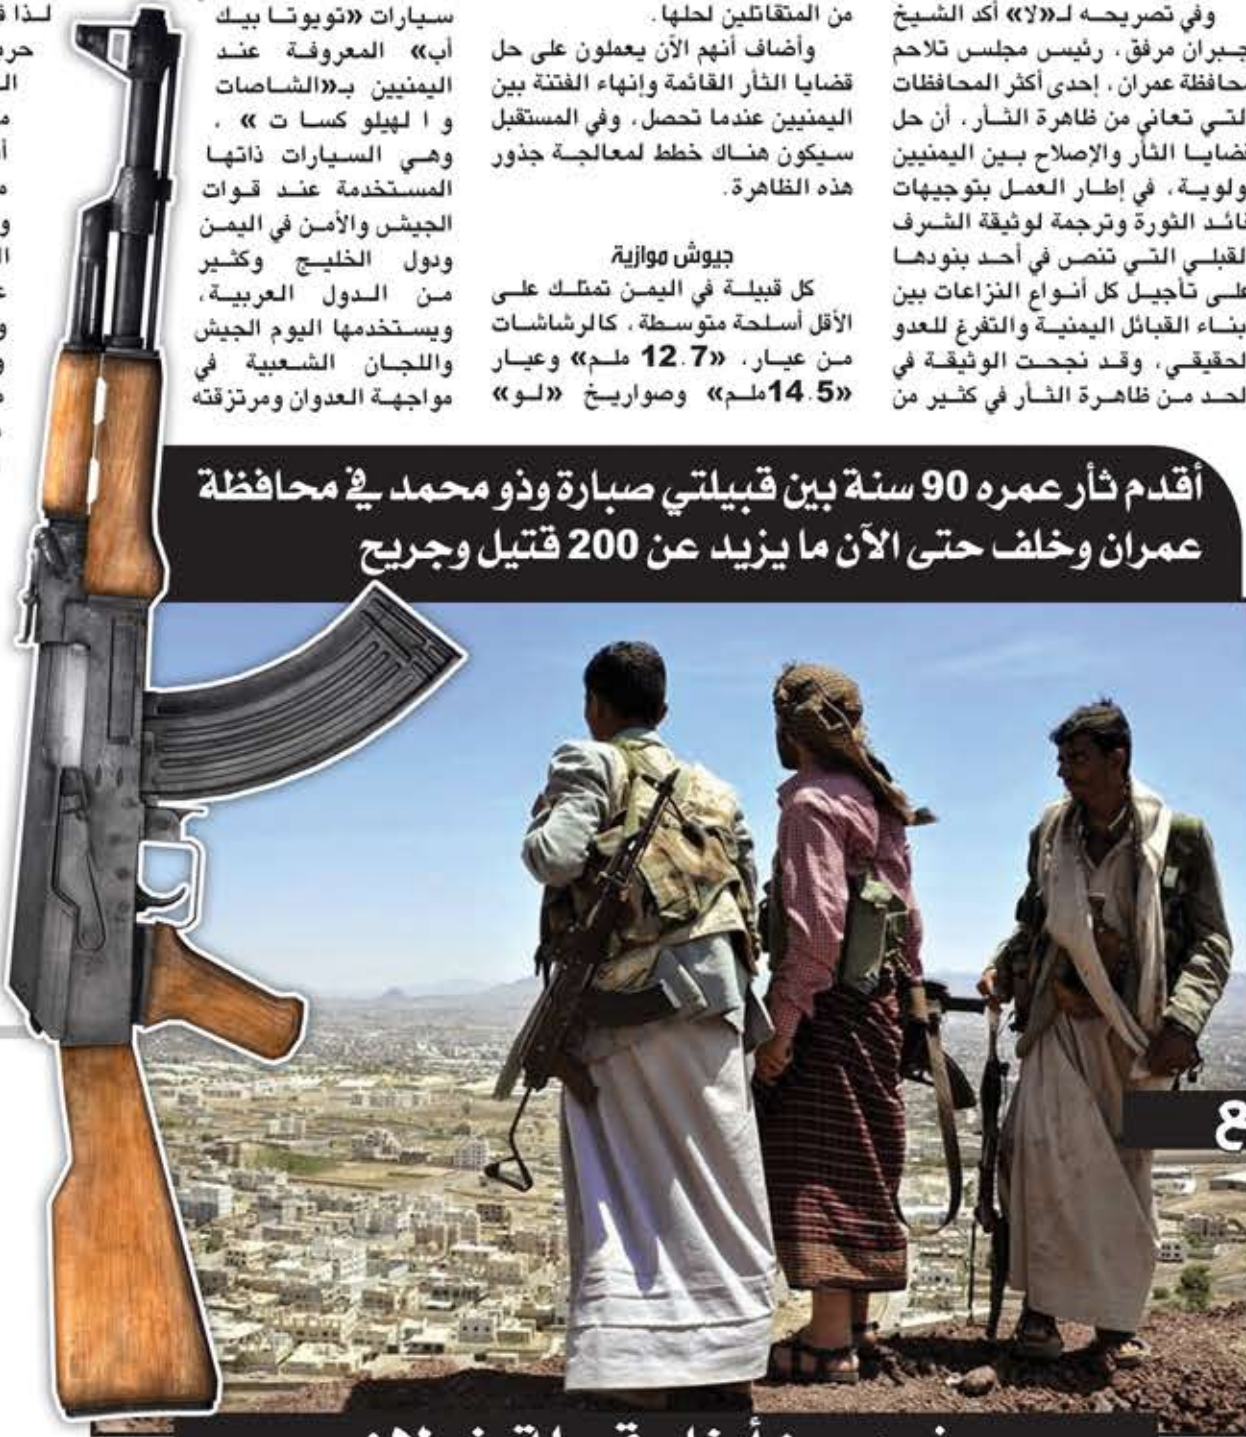 وفي تصريحه لـ«لا» أكد الشيخ
جبران مرفق، رئيس مجلس تلاحم
محافظة عمران، إحدى أكثر المحافظات
التي تعاني من ظاهرة الثأر، أن حل
قضايا الثأر والإصلاح بين اليمنيين
ولوية، في إطار العمل بتوجيهات
قائد الثورة وترجمة لوثيقة الشرف
القبلي التي تنص في أحد بنودها
على تأجيل كل أنواع النزاعات بين
بناء القبائل اليمنية والتفرغ للعدو
لحقيقي، وقد نجحت الوثيقة في
لحد من ظاهرة الثأر في كثير من
من المتقاتلين لحلها.
وأضاف أنهم الآن يعملون على حل
قضايا الثأر القائمة وإنهاء الفتنة بين
اليمنيين عندما تحصل، وفي المستقبل
سيكون هناك خطط لمعالجة جذور
هذه الظاهرة.
جيوش موازية
كل قبيلة في اليمن تمتلك على
الأقل أسلحة متوسطة، كالرشاشات
من عيار، «12.7 ملم» وعيار
«14.5ملم» وصواريخ «لو»
سيارات «تويوتا بيك
أب» المعروفة عند
اليمنيين بـ«الشاصات
و ا لهيلو كسا ت » ،
وهي السيارات ذاتها
المستخدمة عند قوات
الجيش والأمن في اليمن
ودول الخليج وكثير
من الدول العربية،
ويستخدمها اليوم الجيش
واللجان الشعبية في
مواجهة العدوان ومرتزقته
لذا
أقدم ثأر عمره 90 سنة بين قبيلتي صبارة وذو محمد في محافظة
عمران وخلف حتى الآن ما يزيد عن 200 قتيل وجريح
ع